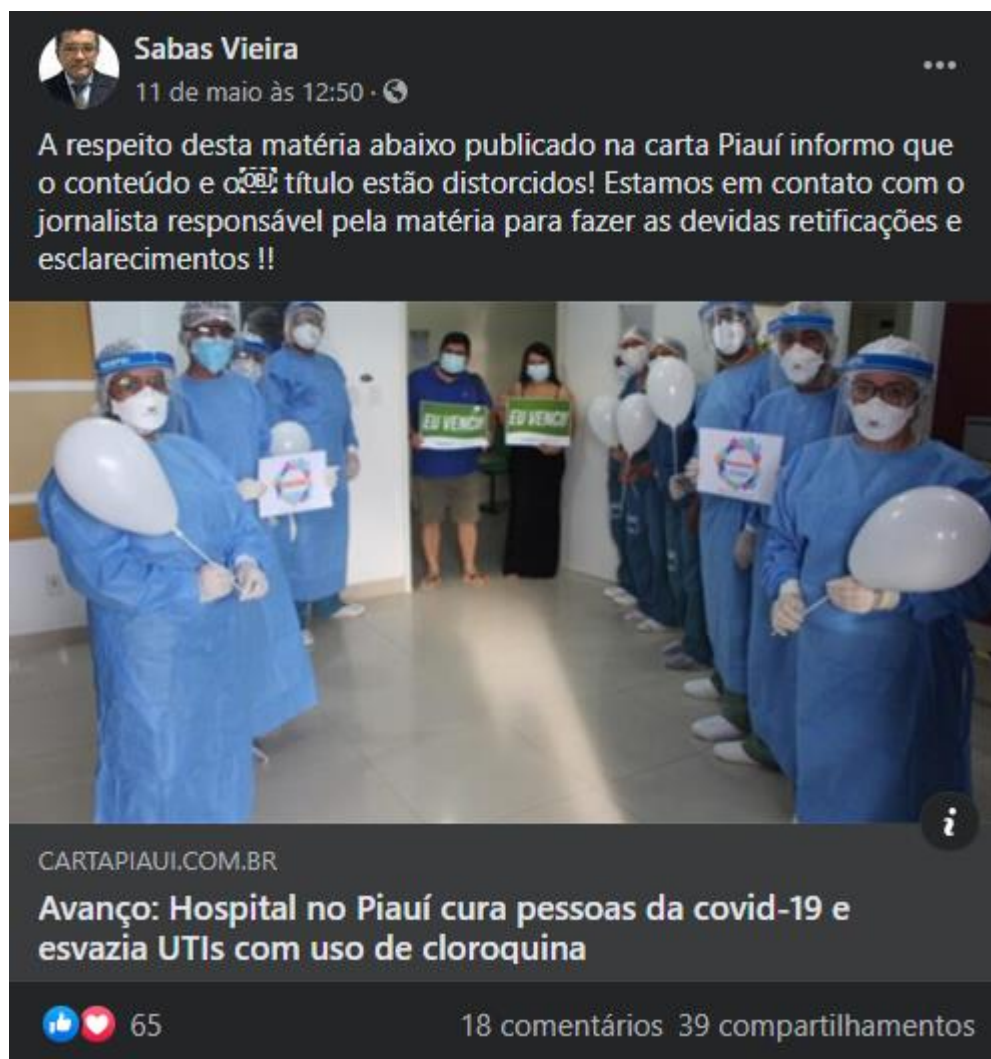 Sabas Vieira
11 de maio às 12:50 ·
A respeito desta matéria abaixo publicado na carta Piauí informo que
o conteúdo e o￼ título estão distorcidos! Estamos em contato com o
jornalista responsável pela matéria para fazer as devidas retificações e
esclarecimentos !!
EU VENCI! EU VENCI!
CARTAPIAUI.COM.BR
Avanço: Hospital no Piauí cura pessoas da covid-19 e
esvazia UTIs com uso de cloroquina
65 18 comentários 39 compartilhamentos